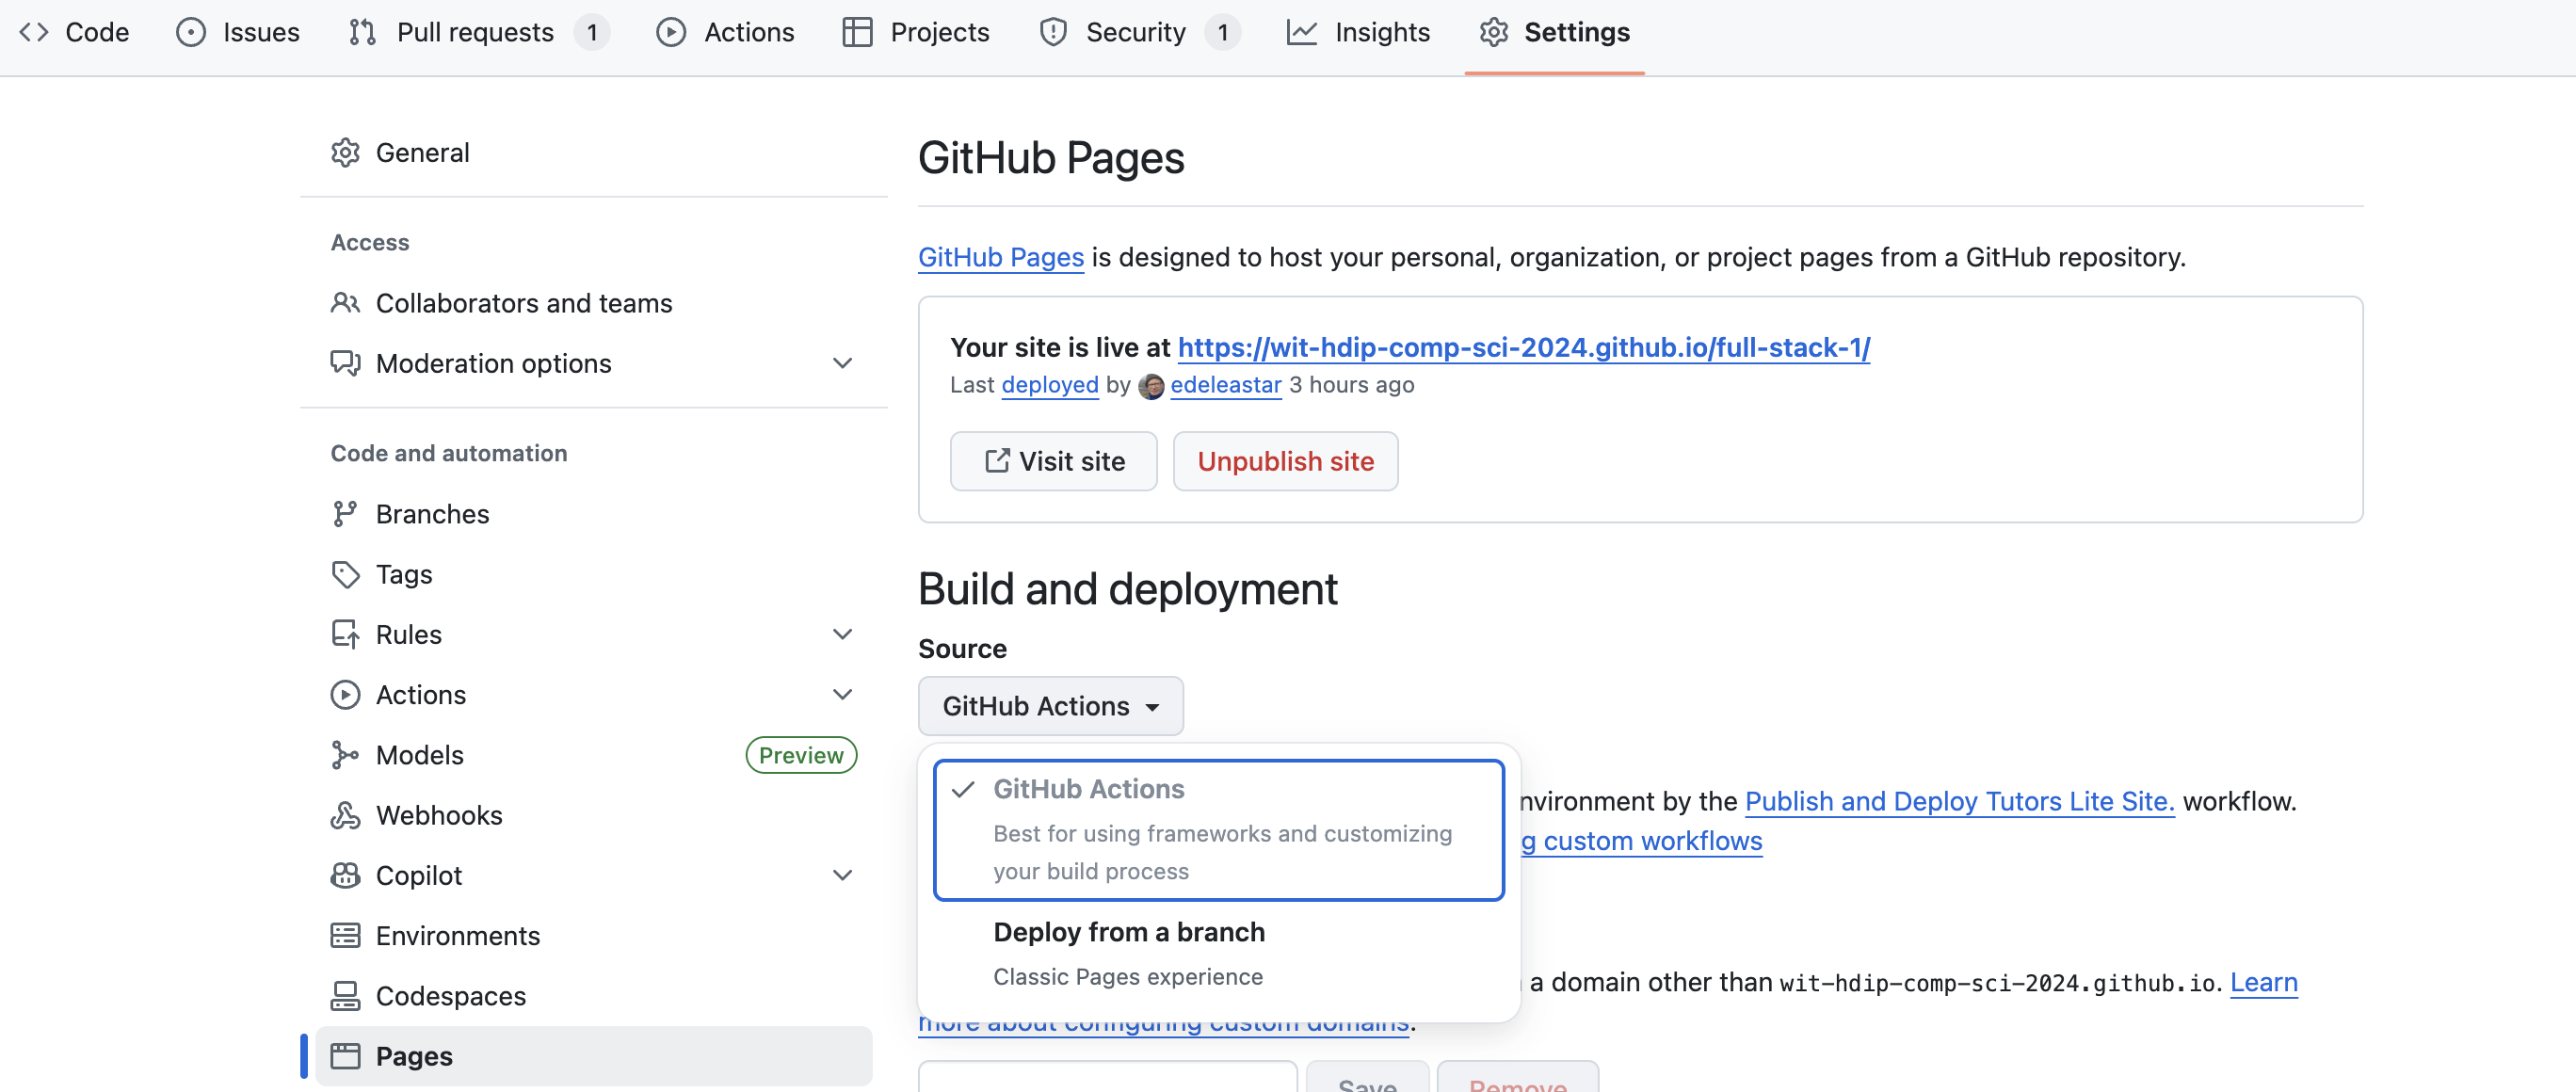 Code Issues Pull requests 1 Actions Projects Security 1 Insights Settings
General
Access
Collaborators and teams
Moderation options
Code and automation
Branches
Tags
Rules
Actions
Models Preview
Webhooks
Copilot
Environments
Codespaces
Pages
GitHub Pages
GitHub Pages is designed to host your personal, organization, or project pages from a GitHub repository.
Your site is live at https://wit-hdip-comp-sci-2024.github.io/full-stack-1/
Last deployed by edeleastar 3 hours ago
Visit site Unpublish site
Build and deployment
Source
GitHub Actions
GitHub Actions
Best for using frameworks and customizing
your build process
Deploy from a branch
Classic Pages experience
nvironment by the Publish and Deploy Tutors Lite Site. workflow.
g custom workflows
a domain other than wit-hdip-comp-sci-2024.github.io. Learn
more about configuring custom domains.
Save Remove